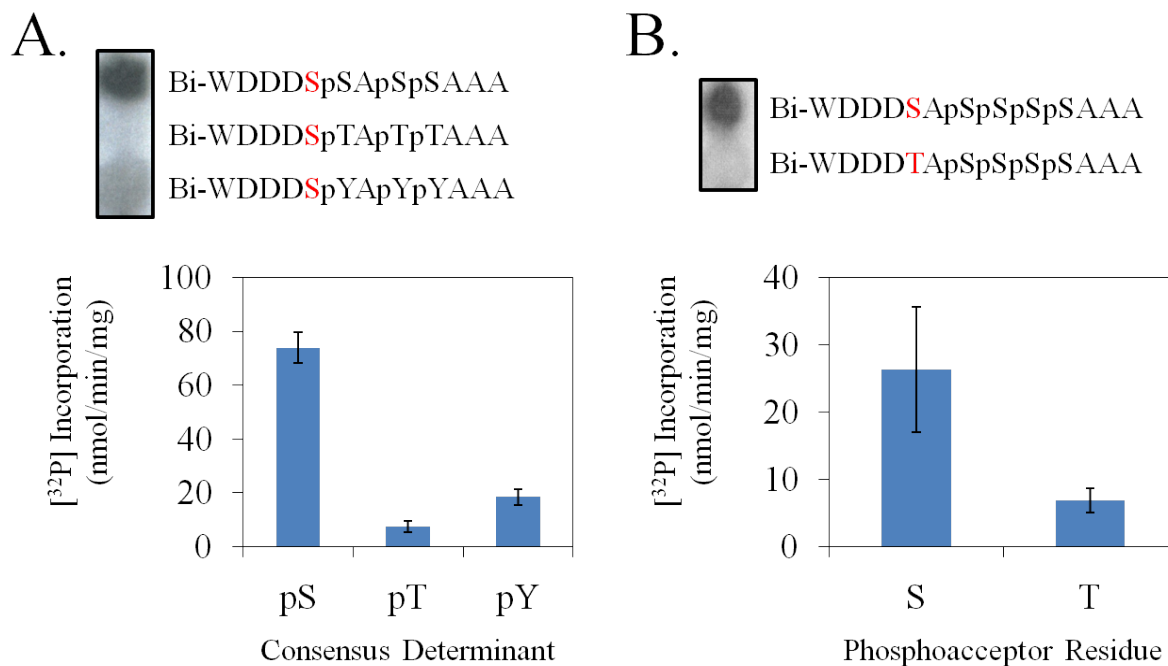 A.
Bi-WDDDSpSApSpSAAA
Bi-WDDDSpTApTpTAAA
Bi-WDDDSpYApYpYAAA
[³²P] Incorporation
(nmol/min/mg)
100
80
60
40
20
0
pS pT pY
Consensus Determinant
B.
Bi-WDDDSApSpSpSpSAAA
Bi-WDDDTApSpSpSpSAAA
[³²P] Incorporation
(nmol/min/mg)
40
30
20
10
0
S T
Phosphoacceptor Residue